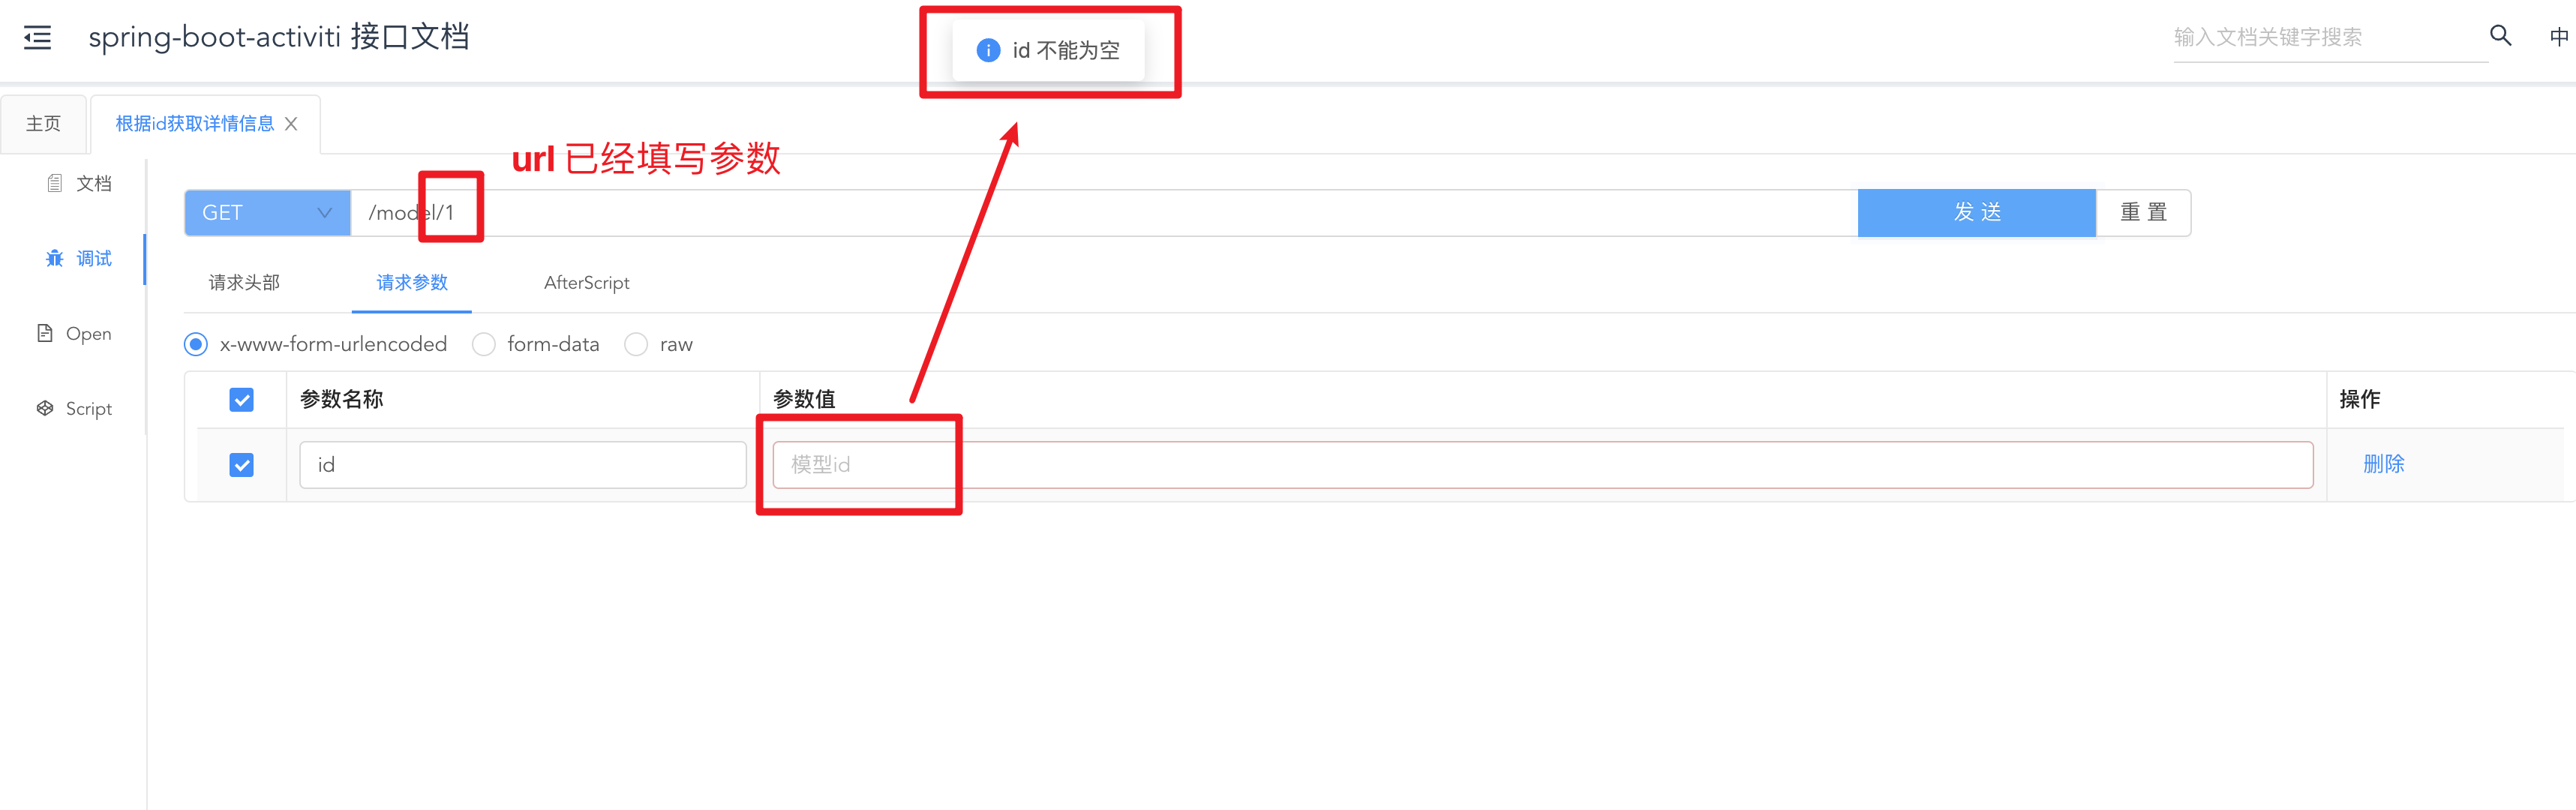 spring-boot-activiti 接口文档
id 不能为空
输入文档关键字搜索
中
主页
根据id获取详情信息
url 已经填写参数
文档
GET
/model/1
发 送
重 置
调试
请求头部
请求参数
AfterScript
Open
x-www-form-urlencoded
form-data
raw
参数名称
参数值
操作
Script
id
模型id
删除